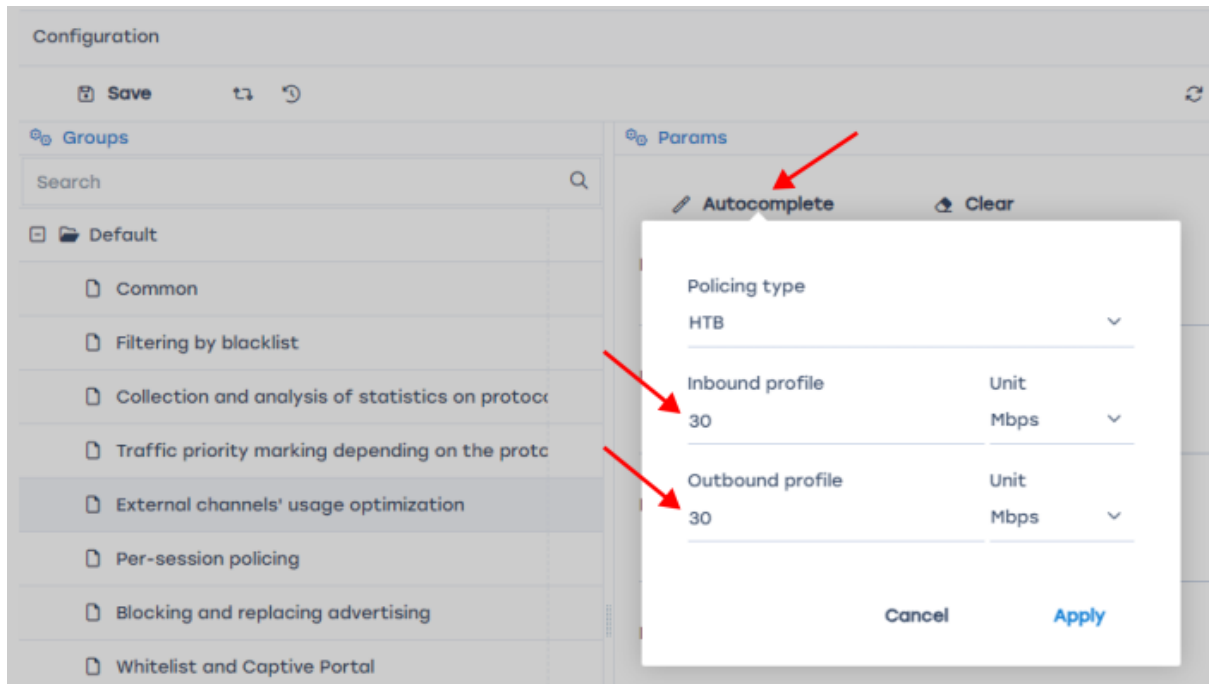 Configuration
Save
Groups
Params
Search
Autocomplete
Clear
Default
Common
Filtering by blacklist
Collection and analysis of statistics on protoco
Traffic priority marking depending on the proto
External channels' usage optimization
Per-session policing
Blocking and replacing advertising
Whitelist and Captive Portal
Policing type
HTB
Inbound profile Unit
30 Mbps
Outbound profile Unit
30 Mbps
Cancel Apply